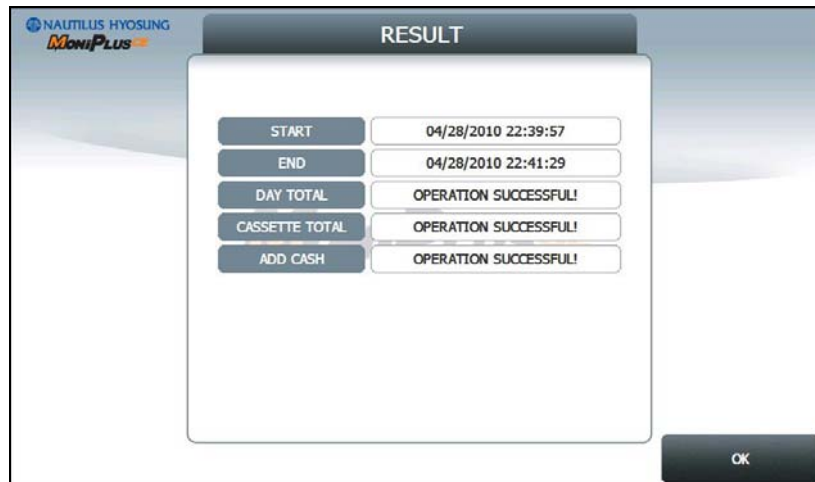 NAUTILUS HYOSUNG
MONIPLUSCE
RESULT
START 04/28/2010 22:39:57
END 04/28/2010 22:41:29
DAY TOTAL OPERATION SUCCESSFUL!
CASSETTE TOTAL OPERATION SUCCESSFUL!
ADD CASH OPERATION SUCCESSFUL!
OK